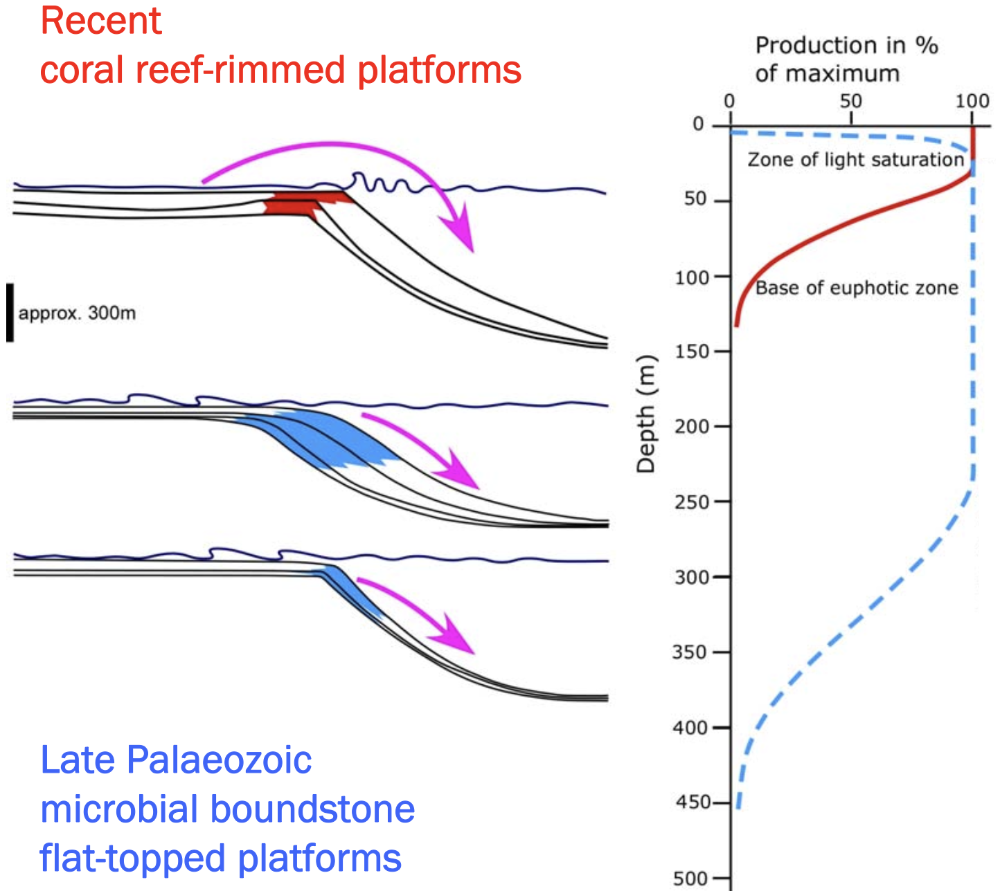 Recent
coral reef-rimmed platforms
approx. 300m
Late Palaeozoic
microbial boundstone
flat-topped platforms
Production in %
of maximum
0 50 100
0
Zone of light saturation
50
100
Base of euphotic zone
150
Depth (m)
200
250
300
350
400
450
500